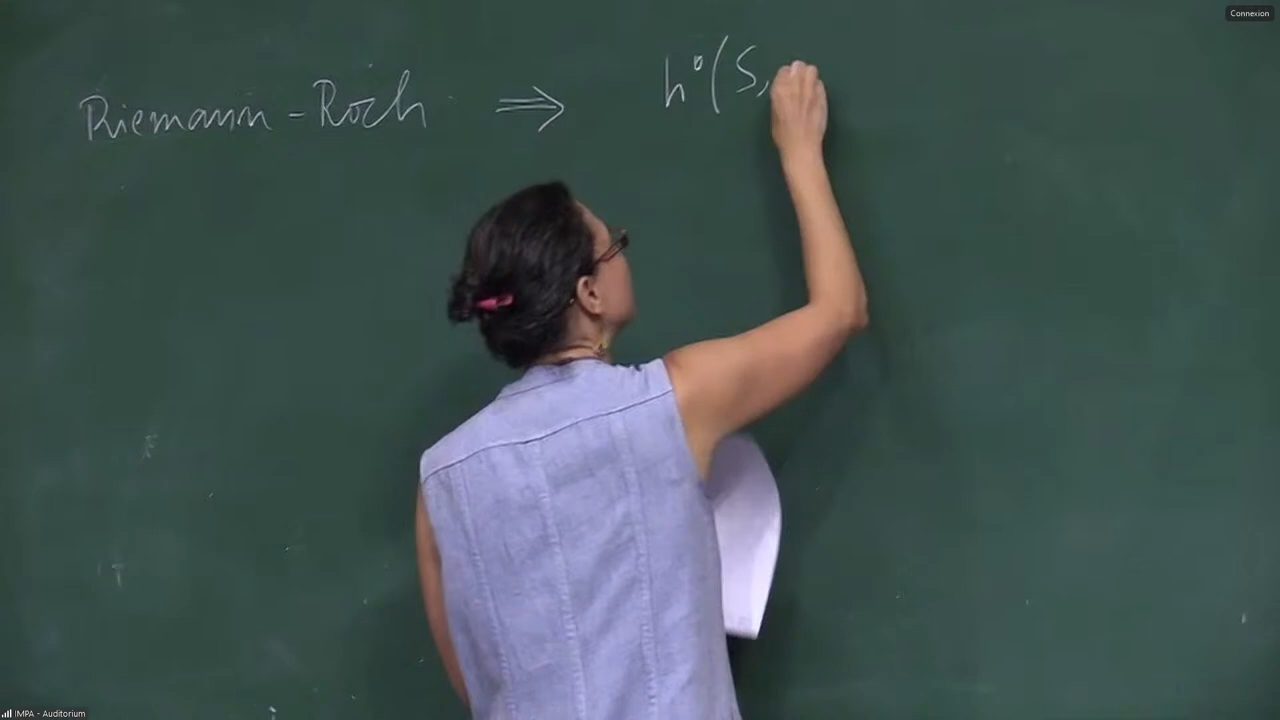 Connexion
Riemann - Roch ⟹ h⁰(S,
IMPA - Auditorium